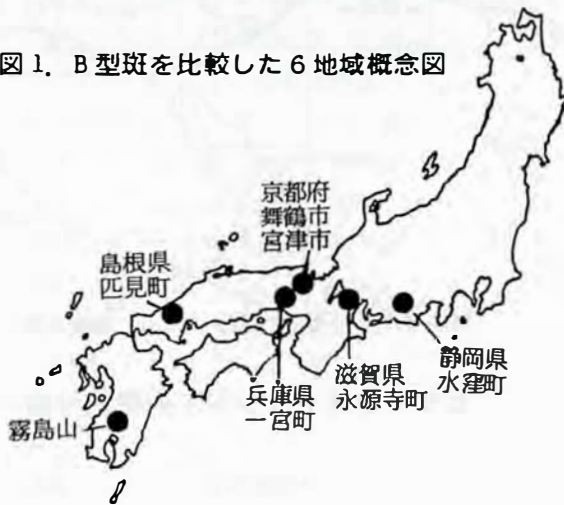 図 1. B 型斑を比較した 6 地域概念図
京都府
舞鶴市
宮津市
島根県
匹見町
霧島山
兵庫県
一宮町
滋賀県
永源寺町
静岡県
水窪町